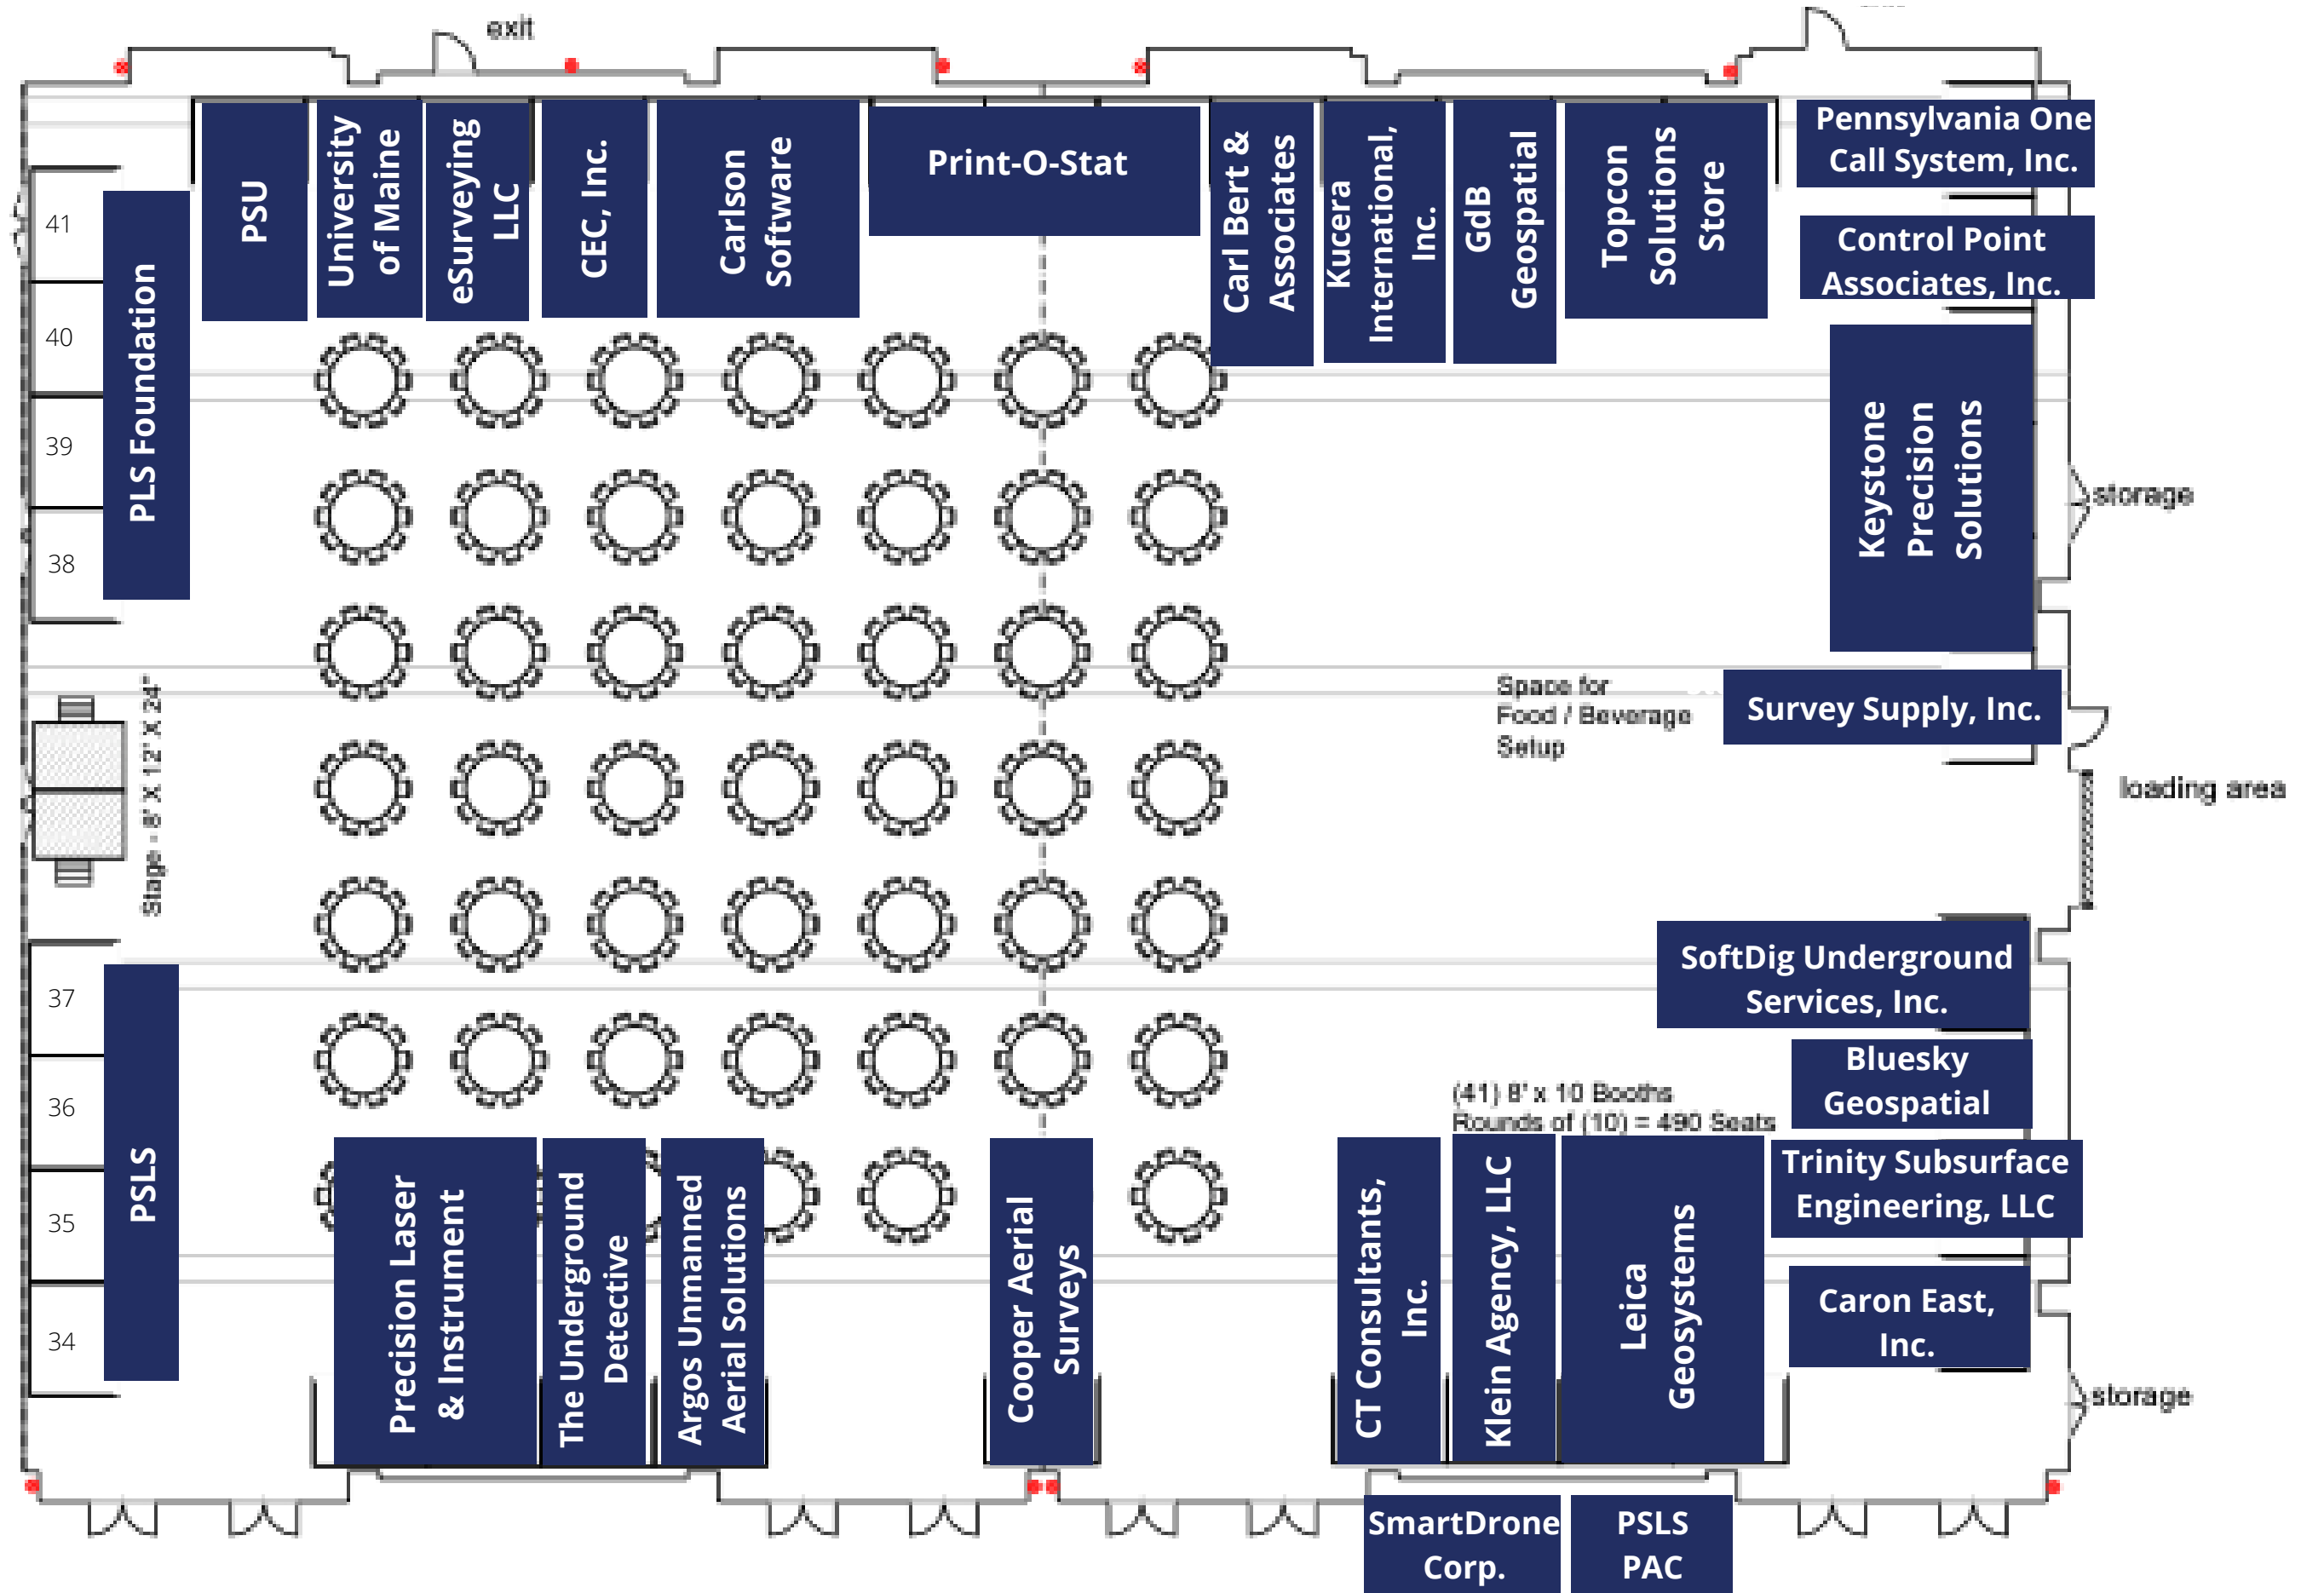 exit
PSU
University
of Maine
eSurveying
LLC
CEC, Inc.
Carlson
Software
Print-O-Stat
Carl Bert &
Associates
Kucera
International,
Inc.
GdB
Geospatial
Topcon
Solutions
Store
Pennsylvania One
Call System, Inc.
Control Point
Associates, Inc.
41
40
39
38
PLS Foundation
Keystone
Precision
Solutions
storage
Space for
Food / Beverage
Setup
Survey Supply, Inc.
loading area
Stage - 8' X 12' X 24"
SoftDig Underground
Services, Inc.
Bluesky
Geospatial
(41) 8' x 10 Booths
Rounds of (10) = 490 Seats
Trinity Subsurface
Engineering, LLC
Caron East,
Inc.
37
36
35
34
PSLS
Precision Laser
& Instrument
The Underground
Detective
Argos Unmanned
Aerial Solutions
Cooper Aerial
Surveys
CT Consultants,
Inc.
Klein Agency, LLC
Leica
Geosystems
storage
SmartDrone
Corp.
PSLS
PAC